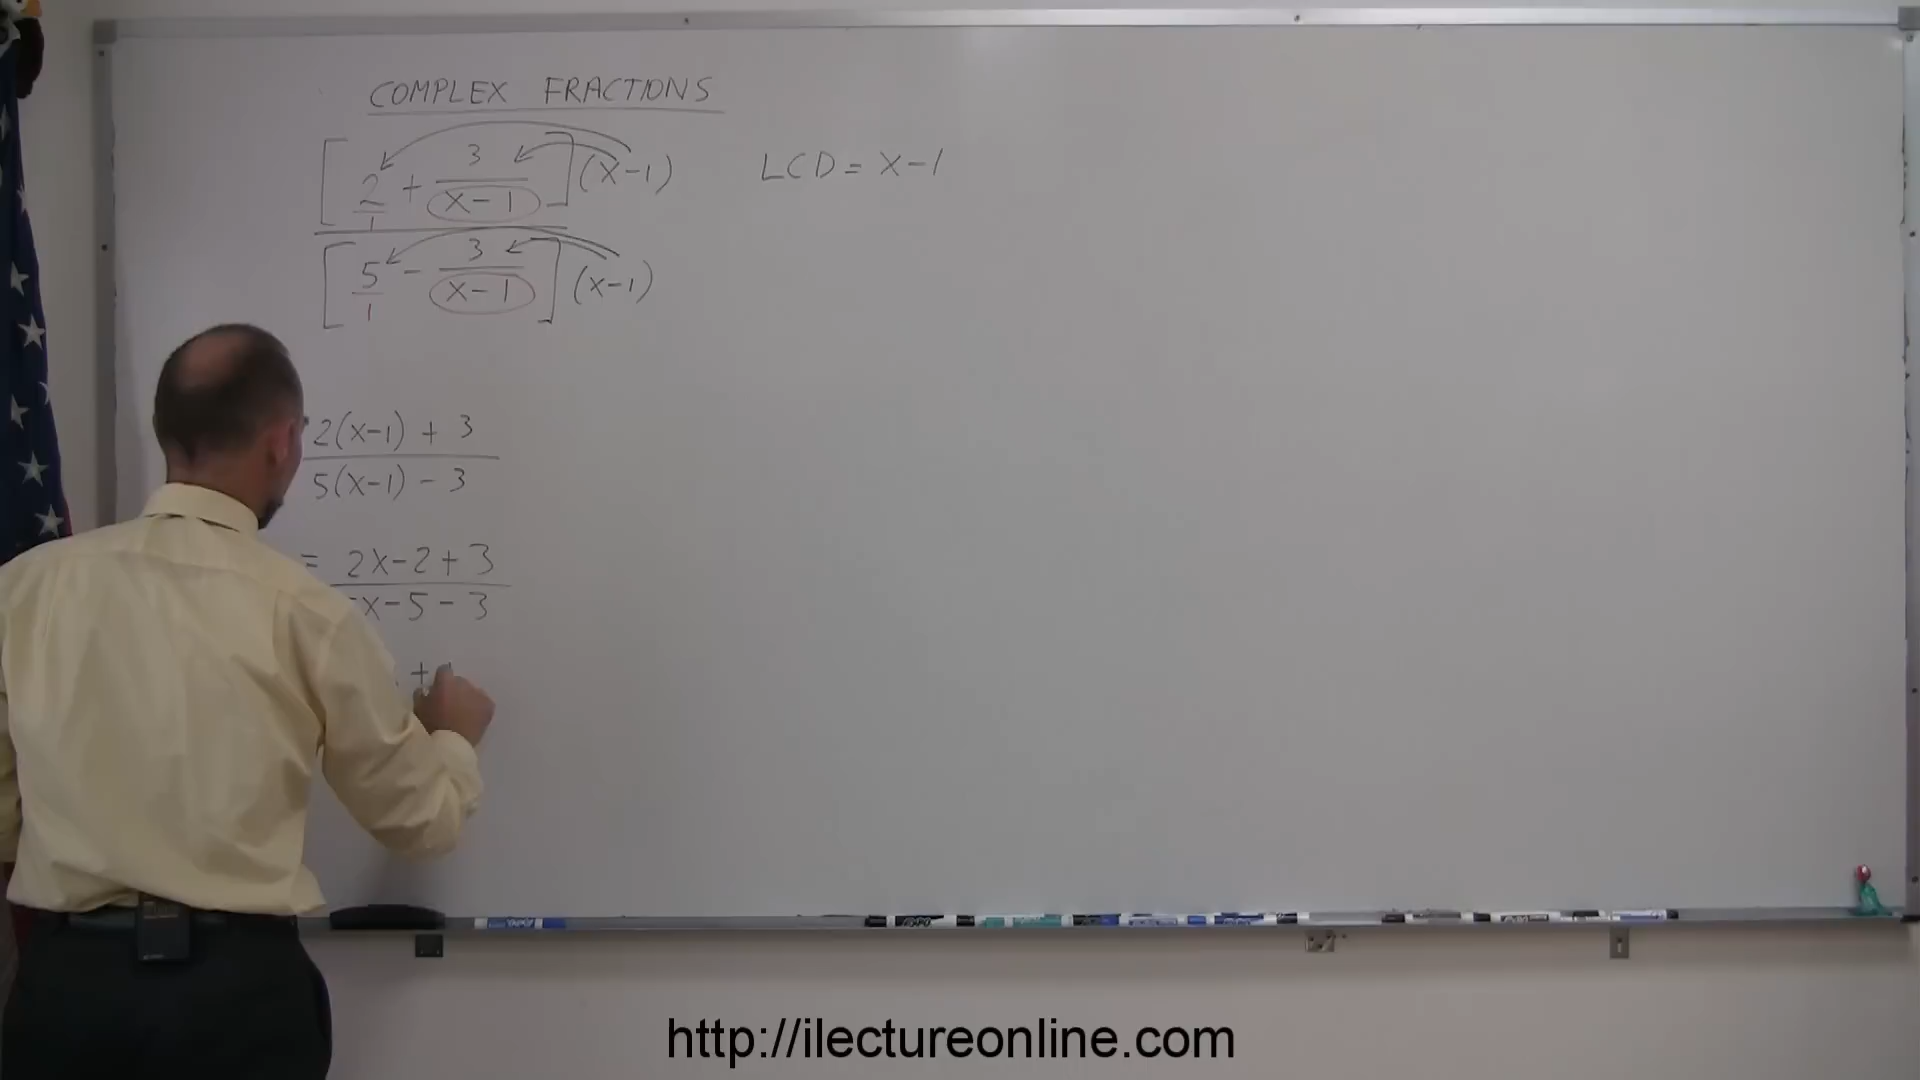 COMPLEX FRACTIONS
[ 2/1 + 3/(x-1) ] (x-1)
LCD = x-1
[ 5/1 - 3/(x-1) ] (x-1)
2(x-1) + 3
5(x-1) - 3
= 2x-2+3
x-5-3
+
http://ilectureonline.com